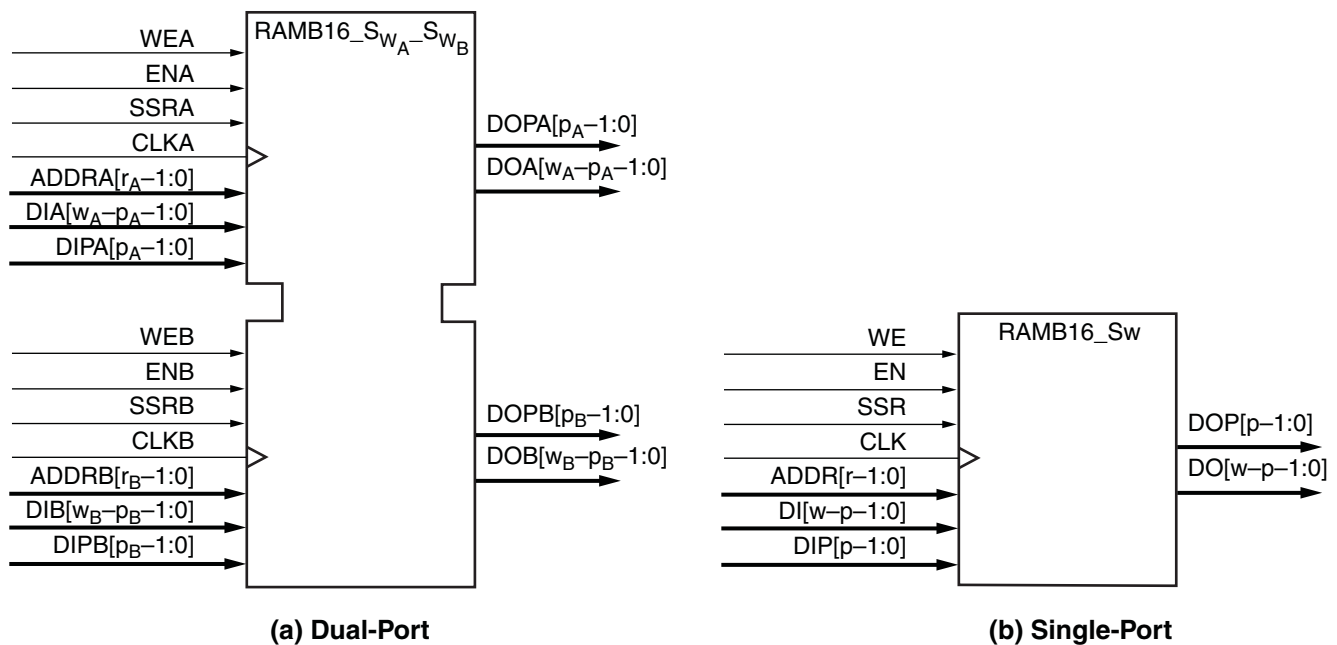 RAMB16_SWA_SWB
WEA
ENA
SSRA
CLKA
ADDRA[rA–1:0]
DIA[wA–pA–1:0]
DIPA[pA–1:0]
DOPA[pA–1:0]
DOA[wA–pA–1:0]
WEB
ENB
SSRB
CLKB
ADDRB[rB–1:0]
DIB[wB–pB–1:0]
DIPB[pB–1:0]
DOPB[pB–1:0]
DOB[wB–pB–1:0]
(a) Dual-Port
RAMB16_Sw
WE
EN
SSR
CLK
ADDR[r–1:0]
DI[w–p–1:0]
DIP[p–1:0]
DOP[p–1:0]
DO[w–p–1:0]
(b) Single-Port